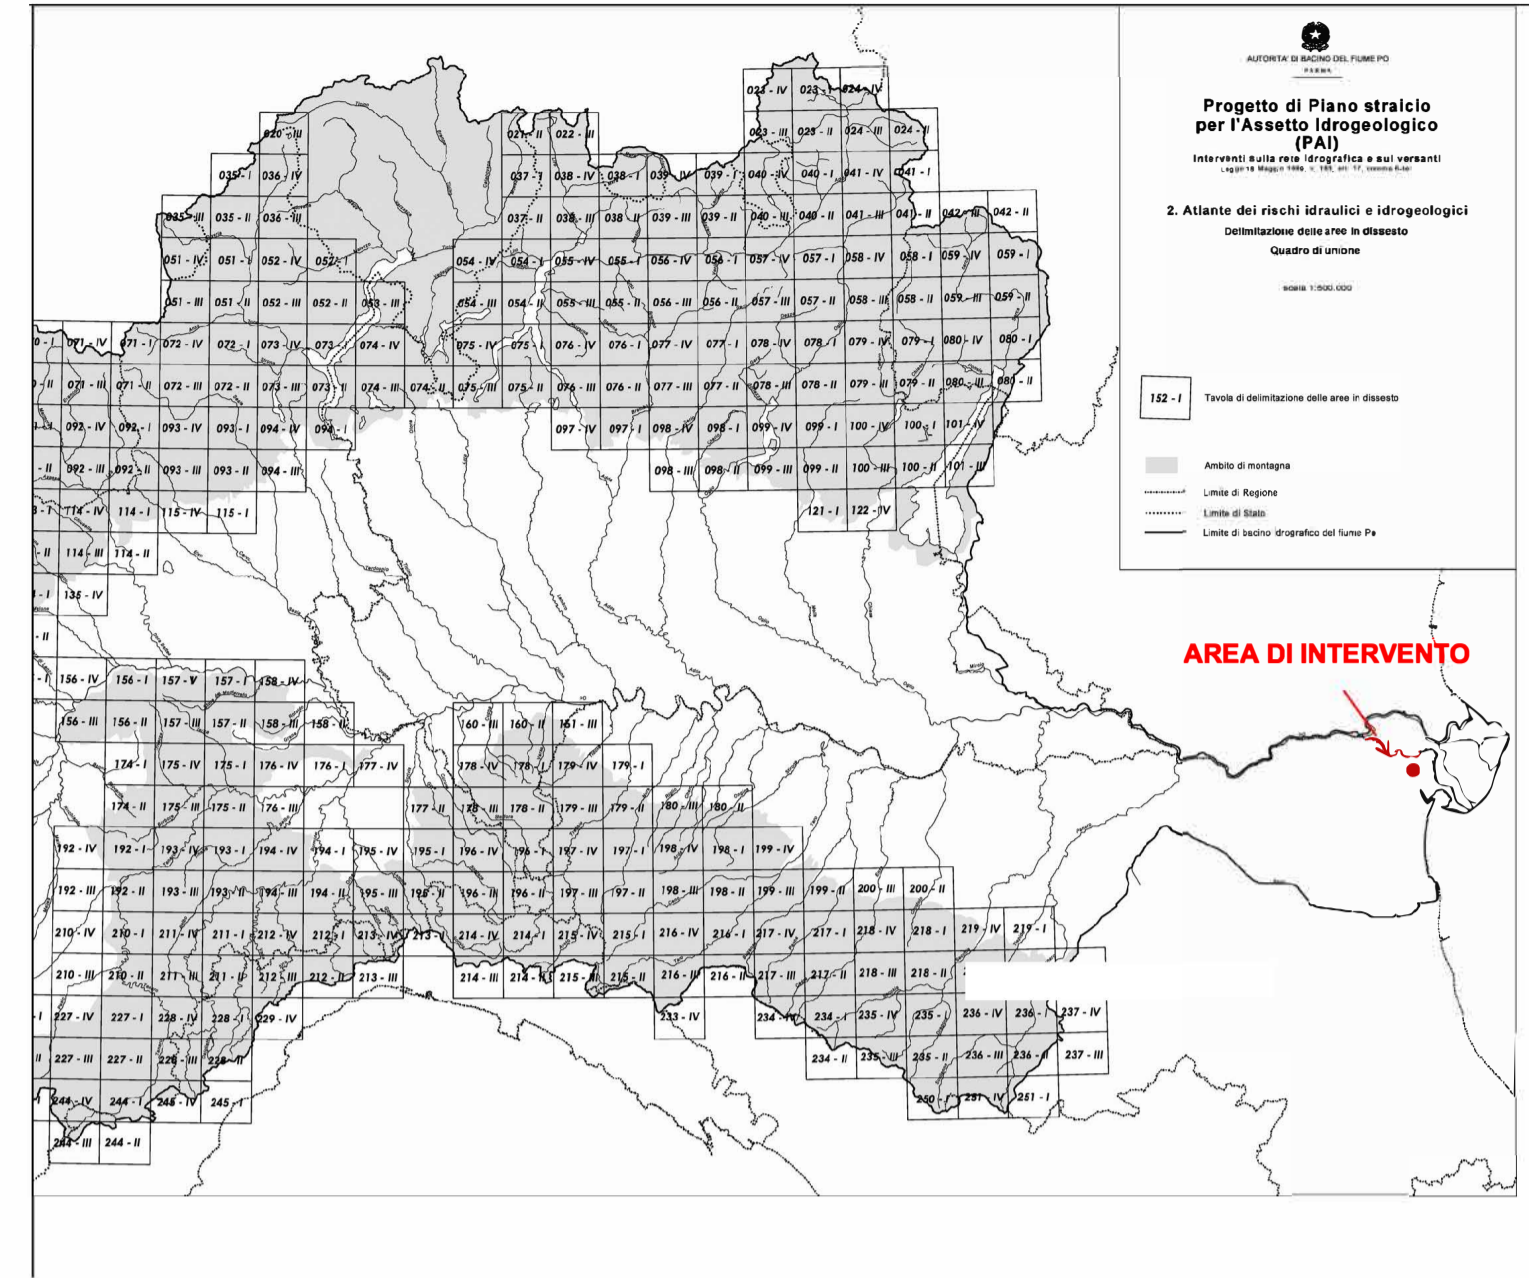 AUTORITA' DI BACINO DEL FIUME PO
PARMA
Progetto di Piano straicio
per l'Assetto Idrogeologico
(PAI)
Interventi sulla rete idrografica e sui versanti
2. Atlante dei rischi idraulici e idrogeologici
Delimitazione delle aree in dissesto
Quadro di unione
scala 1:500.000
152 - I
Tavola di delimitazione delle aree in dissesto
Ambito di montagna
Limite di Regione
Limite di Stato
Limite di bacino idrografico del fiume Po
AREA DI INTERVENTO
023 - IV 023 - I 024 - IV
020 - III 021 - II 022 - III 023 - III 023 - II 024 - III 024 - II
035 - I 036 - IV 037 - I 038 - IV 038 - I 039 - IV 039 - I 040 - IV 040 - I 041 - IV 041 - I
035 - III 035 - II 036 - III 037 - II 038 - III 038 - II 039 - III 039 - II 040 - III 040 - II 041 - III 041 - II 042 - III 042 - II
051 - IV 051 - I 052 - IV 052 - I 054 - IV 054 - I 055 - IV 055 - I 056 - IV 056 - I 057 - IV 057 - I 058 - IV 058 - I 059 - IV 059 - I
051 - III 051 - II 052 - III 052 - II 053 - III 054 - III 054 - II 055 - III 055 - II 056 - III 056 - II 057 - III 057 - II 058 - III 058 - II 059 - III 059 - II
0 - I 071 - IV 071 - I 072 - IV 072 - I 073 - IV 073 - I 074 - IV 075 - IV 075 - I 076 - IV 076 - I 077 - IV 077 - I 078 - IV 078 - I 079 - IV 079 - I 080 - IV 080 - I
- II 071 - III 071 - II 072 - III 072 - II 073 - III 073 - II 074 - III 074 - II 075 - III 075 - II 076 - III 076 - II 077 - III 077 - II 078 - III 078 - II 079 - III 079 - II 080 - III 080 - II
092 - IV 092 - I 093 - IV 093 - I 094 - IV 094 - I 097 - IV 097 - I 098 - IV 098 - I 099 - IV 099 - I 100 - IV 100 - I 101 - IV
- II 092 - III 092 - II 093 - III 093 - II 094 - III 098 - III 098 - II 099 - III 099 - II 100 - III 100 - II 101 - III
3 - I 114 - IV 114 - I 115 - IV 115 - I 121 - I 122 - IV
- II 114 - III 114 - II
- I 135 - IV
- II
- I 156 - IV 156 - I 157 - V 157 - I 158 - IV
156 - III 156 - II 157 - III 157 - II 158 - III 158 - II 160 - III 160 - II 161 - III
174 - I 175 - IV 175 - I 176 - IV 176 - I 177 - IV 178 - IV 178 - I 179 - IV 179 - I
174 - II 175 - III 175 - II 176 - III 177 - II 178 - III 178 - II 179 - III 179 - II 180 - III 180 - II
192 - IV 192 - I 193 - IV 193 - I 194 - IV 194 - I 195 - IV 195 - I 196 - IV 196 - I 197 - IV 197 - I 198 - IV 198 - I 199 - IV
192 - III 192 - II 193 - III 193 - II 194 - III 194 - II 195 - III 195 - II 196 - III 196 - II 197 - III 197 - II 198 - III 198 - II 199 - III 199 - II 200 - III 200 - II
210 - IV 210 - I 211 - IV 211 - I 212 - IV 212 - I 213 - IV 213 - I 214 - IV 214 - I 215 - IV 215 - I 216 - IV 216 - I 217 - IV 217 - I 218 - IV 218 - I 219 - IV 219 - I
210 - III 210 - II 211 - III 211 - II 212 - III 212 - II 213 - III 214 - III 214 - II 215 - III 215 - II 216 - III 216 - II 217 - III 217 - II 218 - III 218 - II
- I 227 - IV 227 - I 228 - IV 228 - I 229 - IV 233 - IV 234 - IV 234 - I 235 - IV 235 - I 236 - IV 236 - I 237 - IV
II 227 - III 227 - II 228 - III 228 - II 234 - II 235 - III 235 - II 236 - III 236 - II 237 - III
- I 244 - IV 244 - I 245 - IV 245 - I 250 - I 251 - IV 251 - I
244 - III 244 - II